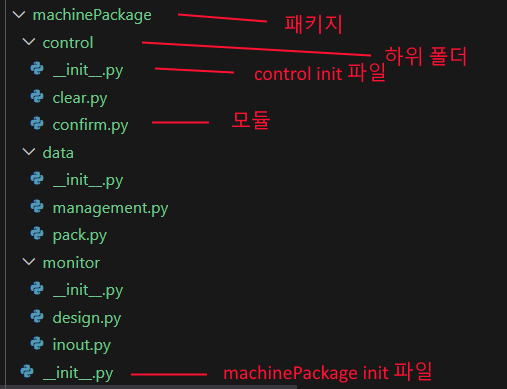 machinePackage 패키지
control 하위 폴더
__init__.py control init 파일
clear.py
confirm.py 모듈
data
__init__.py
management.py
pack.py
monitor
__init__.py
design.py
inout.py
__init__.py machinePackage init 파일